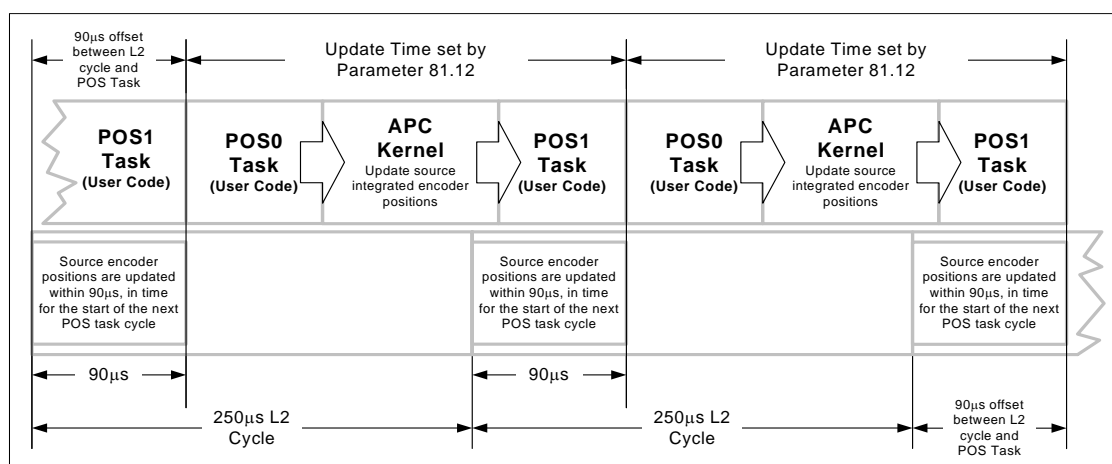 90μs offset
between L2
cycle and
POS Task
Update Time set by
Parameter 81.12
Update Time set by
Parameter 81.12
POS1
Task
(User Code)
POS0
Task
(User Code)
APC
Kernel
Update source
integrated encoder
positions
POS1
Task
(User Code)
POS0
Task
(User Code)
APC
Kernel
Update source
integrated encoder
positions
POS1
Task
(User Code)
Source encoder
positions are updated
within 90μs, in time
for the start of the next
POS task cycle
Source encoder
positions are updated
within 90μs, in time
for the start of the next
POS task cycle
Source encoder
positions are updated
within 90μs, in time
for the start of the next
POS task cycle
90μs
90μs
250μs L2
Cycle
250μs L2
Cycle
90μs offset
between L2
cycle and
POS Task